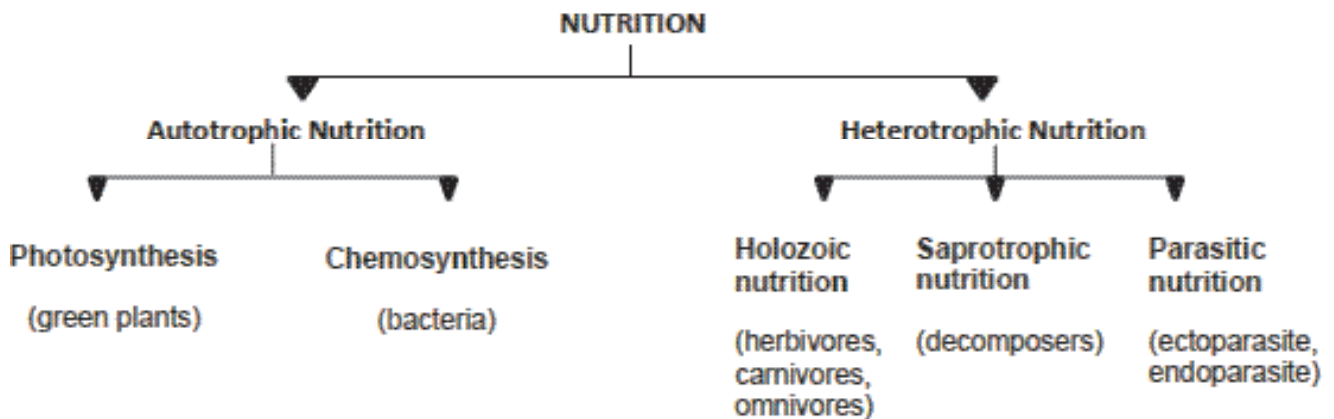 NUTRITION
Autotrophic Nutrition
Heterotrophic Nutrition
Photosynthesis
(green plants)
Chemosynthesis
(bacteria)
Holozoic
nutrition
(herbivores,
carnivores,
omnivores)
Saprotrophic
nutrition
(decomposers)
Parasitic
nutrition
(ectoparasite,
endoparasite)